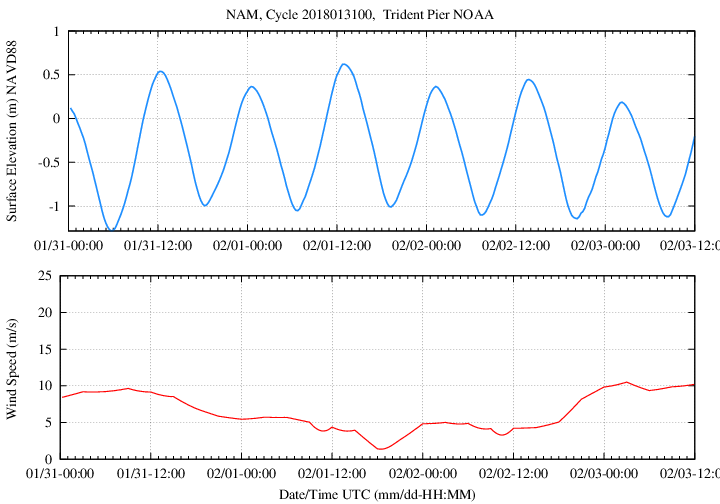 NAM, Cycle 2018013100,  Trident Pier NOAA
Surface Elevation (m) NAVD88
1
0.5
0
-0.5
-1
01/31-00:00 01/31-12:00 02/01-00:00 02/01-12:00 02/02-00:00 02/02-12:00 02/03-00:00 02/03-12:0
Wind Speed (m/s)
25
20
15
10
5
0
01/31-00:00 01/31-12:00 02/01-00:00 02/01-12:00 02/02-00:00 02/02-12:00 02/03-00:00 02/03-12:0
Date/Time UTC (mm/dd-HH:MM)